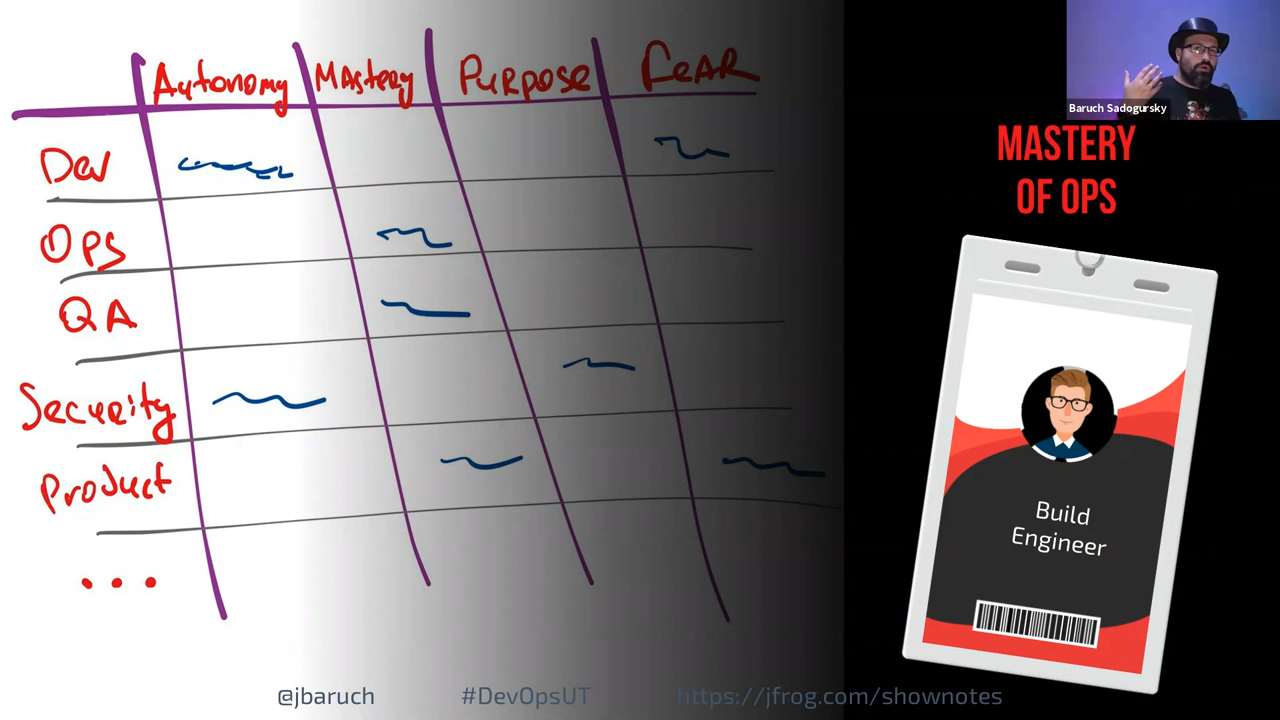 Autonomy Mastery Purpose Fear
Dev
Ops
QA
Security
Product
...
Baruch Sadogursky
MASTERY
OF OPS
Build
Engineer
@jbaruch #DevOpsUT https://jfrog.com/shownotes